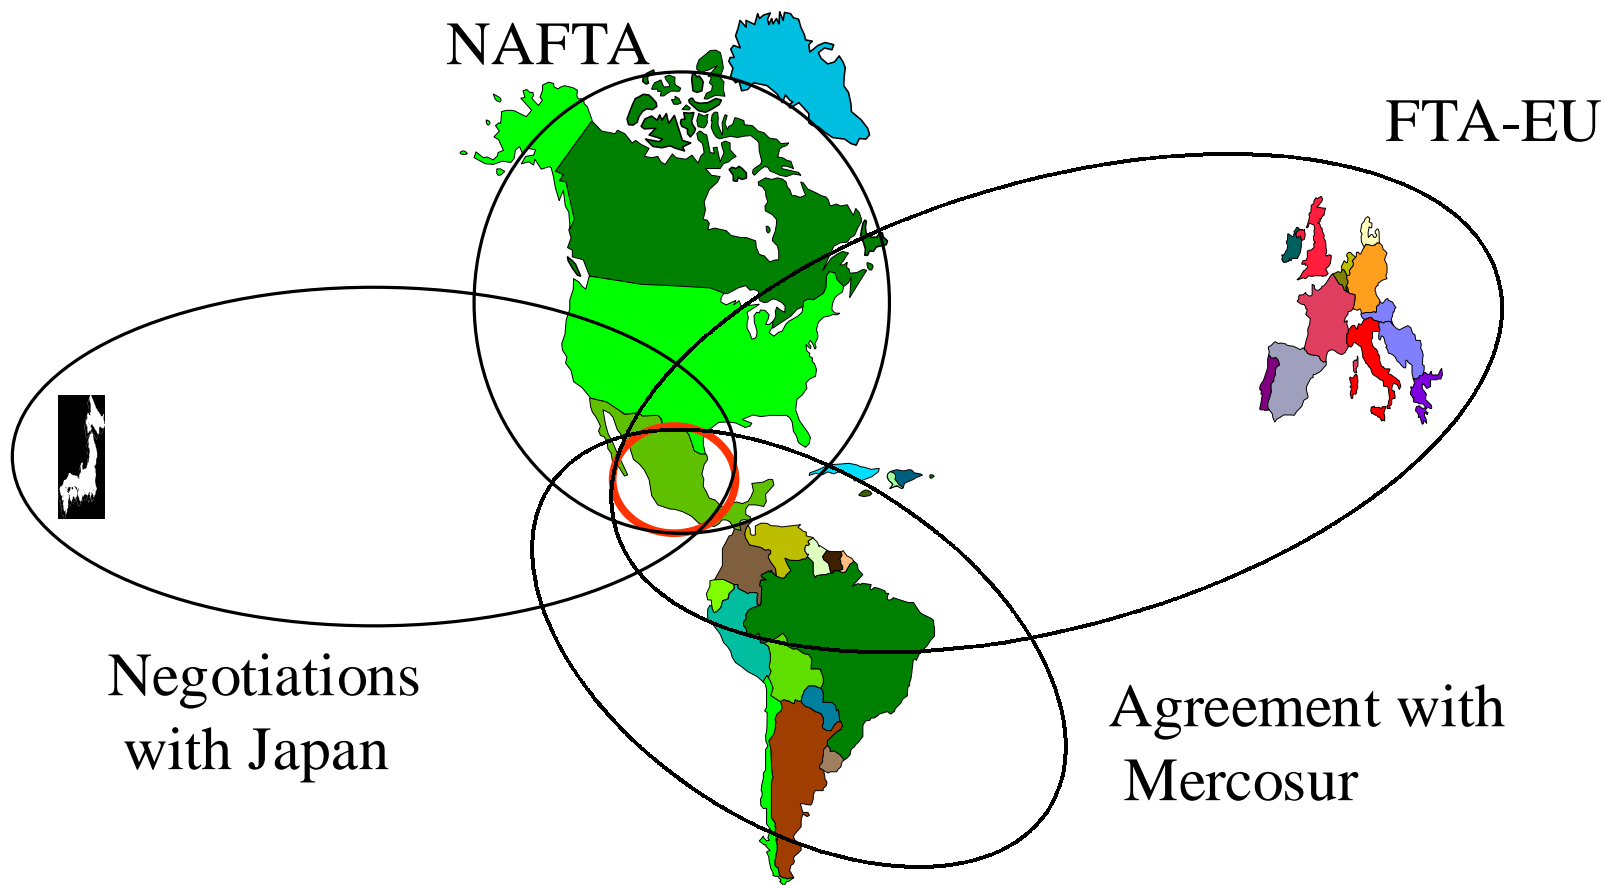 NAFTA
FTA-EU
Negotiations
with Japan
Agreement with
Mercosur